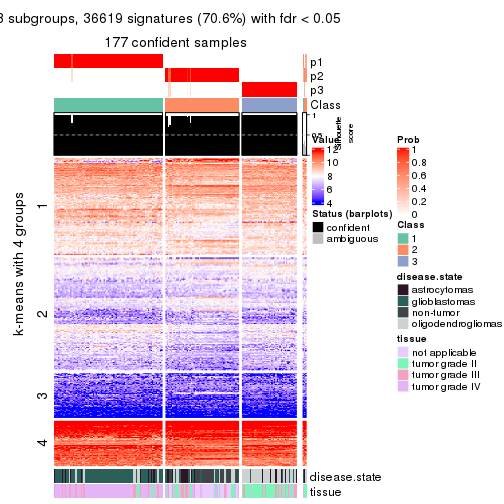 3 subgroups, 36619 signatures (70.6%) with fdr < 0.05
177 confident samples
p1
p2
p3
Class
1
0.5
Silhouette
score
k-means with 4 groups
1
2
3
4
disease.state
tissue
Value
12
10
8
6
4
Status (barplots)
confident
ambiguous
Prob
1
0.8
0.6
0.4
0.2
0
Class
1
2
3
disease.state
astrocytomas
glioblastomas
non-tumor
oligodendrogliomas
tissue
not applicable
tumor grade II
tumor grade III
tumor grade IV